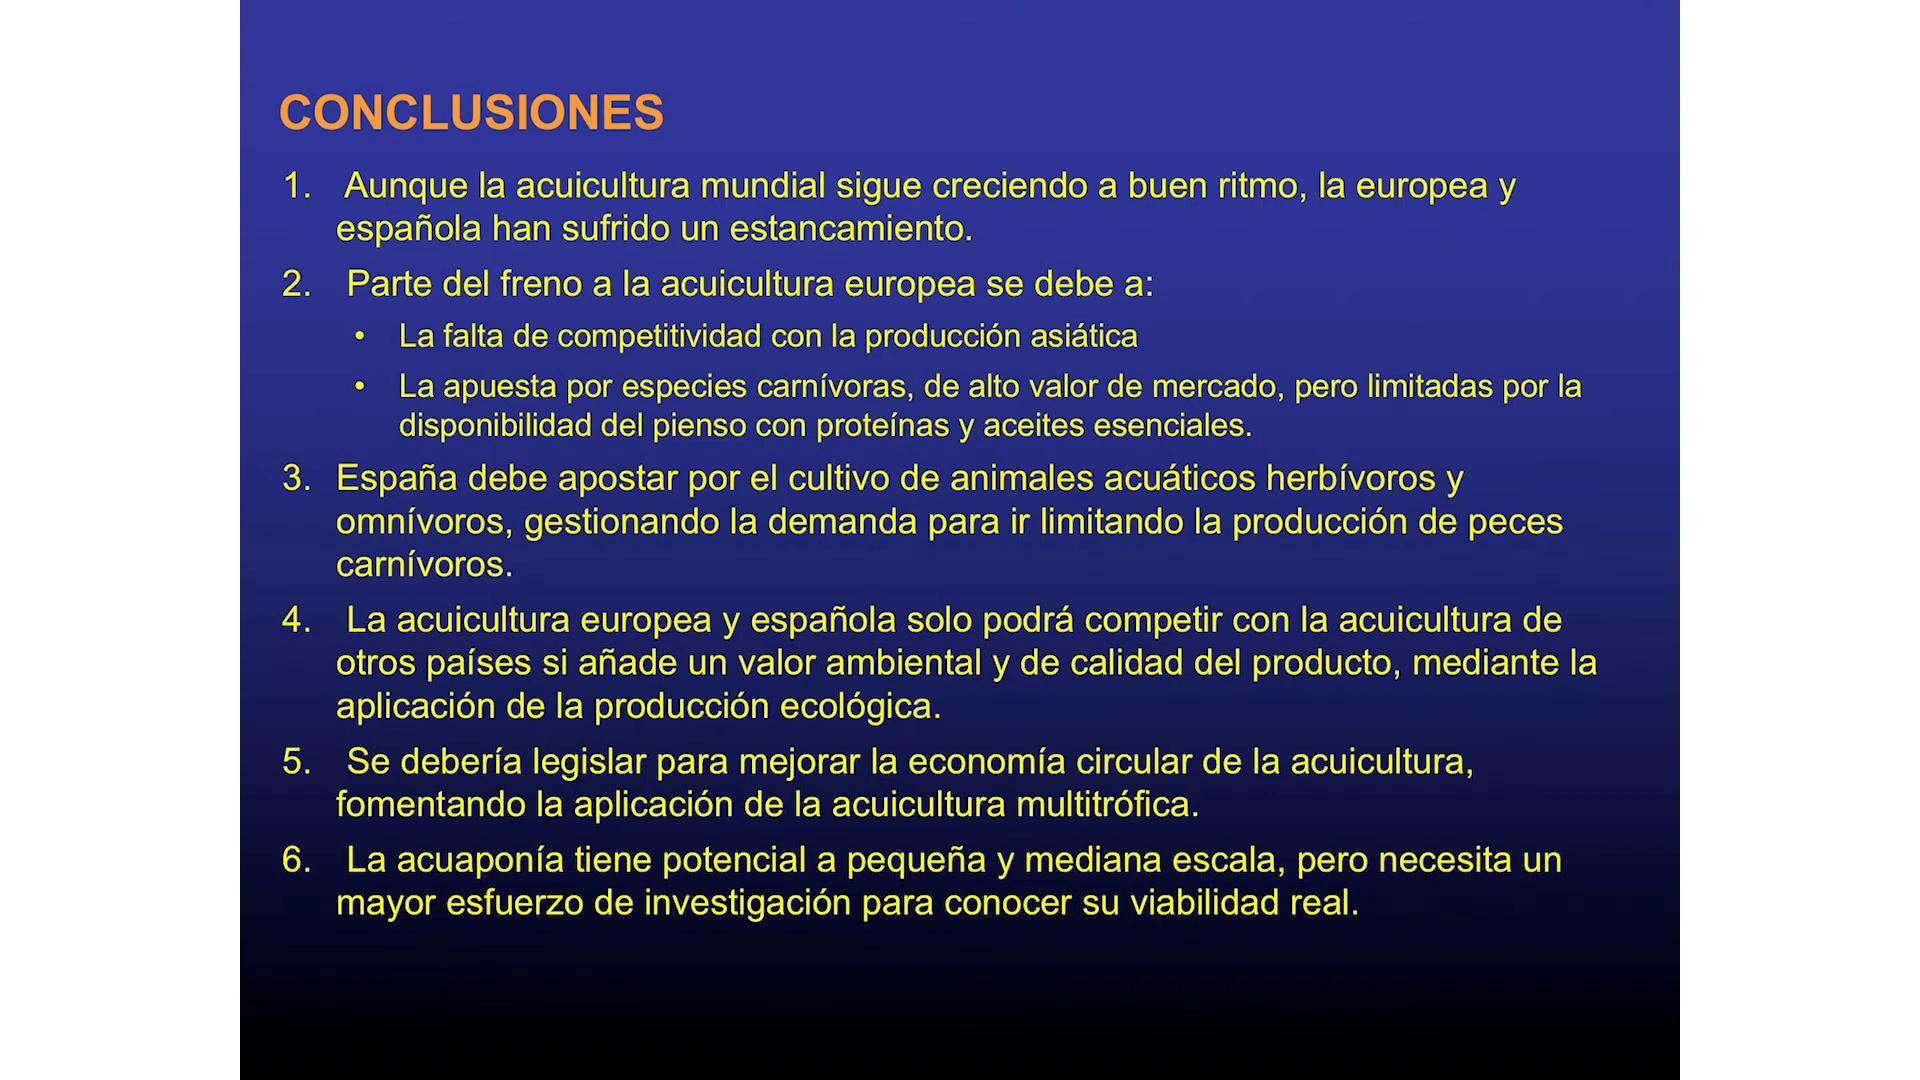 CONCLUSIONES
1. Aunque la acuicultura mundial sigue creciendo a buen ritmo, la europea y
española han sufrido un estancamiento.
2. Parte del freno a la acuicultura europea se debe a:
• La falta de competitividad con la producción asiática
• La apuesta por especies carnívoras, de alto valor de mercado, pero limitadas por la
disponibilidad del pienso con proteínas y aceites esenciales.
3. España debe apostar por el cultivo de animales acuáticos herbívoros y
omnívoros, gestionando la demanda para ir limitando la producción de peces
carnívoros.
4. La acuicultura europea y española solo podrá competir con la acuicultura de
otros países si añade un valor ambiental y de calidad del producto, mediante la
aplicación de la producción ecológica.
5. Se debería legislar para mejorar la economía circular de la acuicultura,
fomentando la aplicación de la acuicultura multitrófica.
6. La acuaponía tiene potencial a pequeña y mediana escala, pero necesita un
mayor esfuerzo de investigación para conocer su viabilidad real.